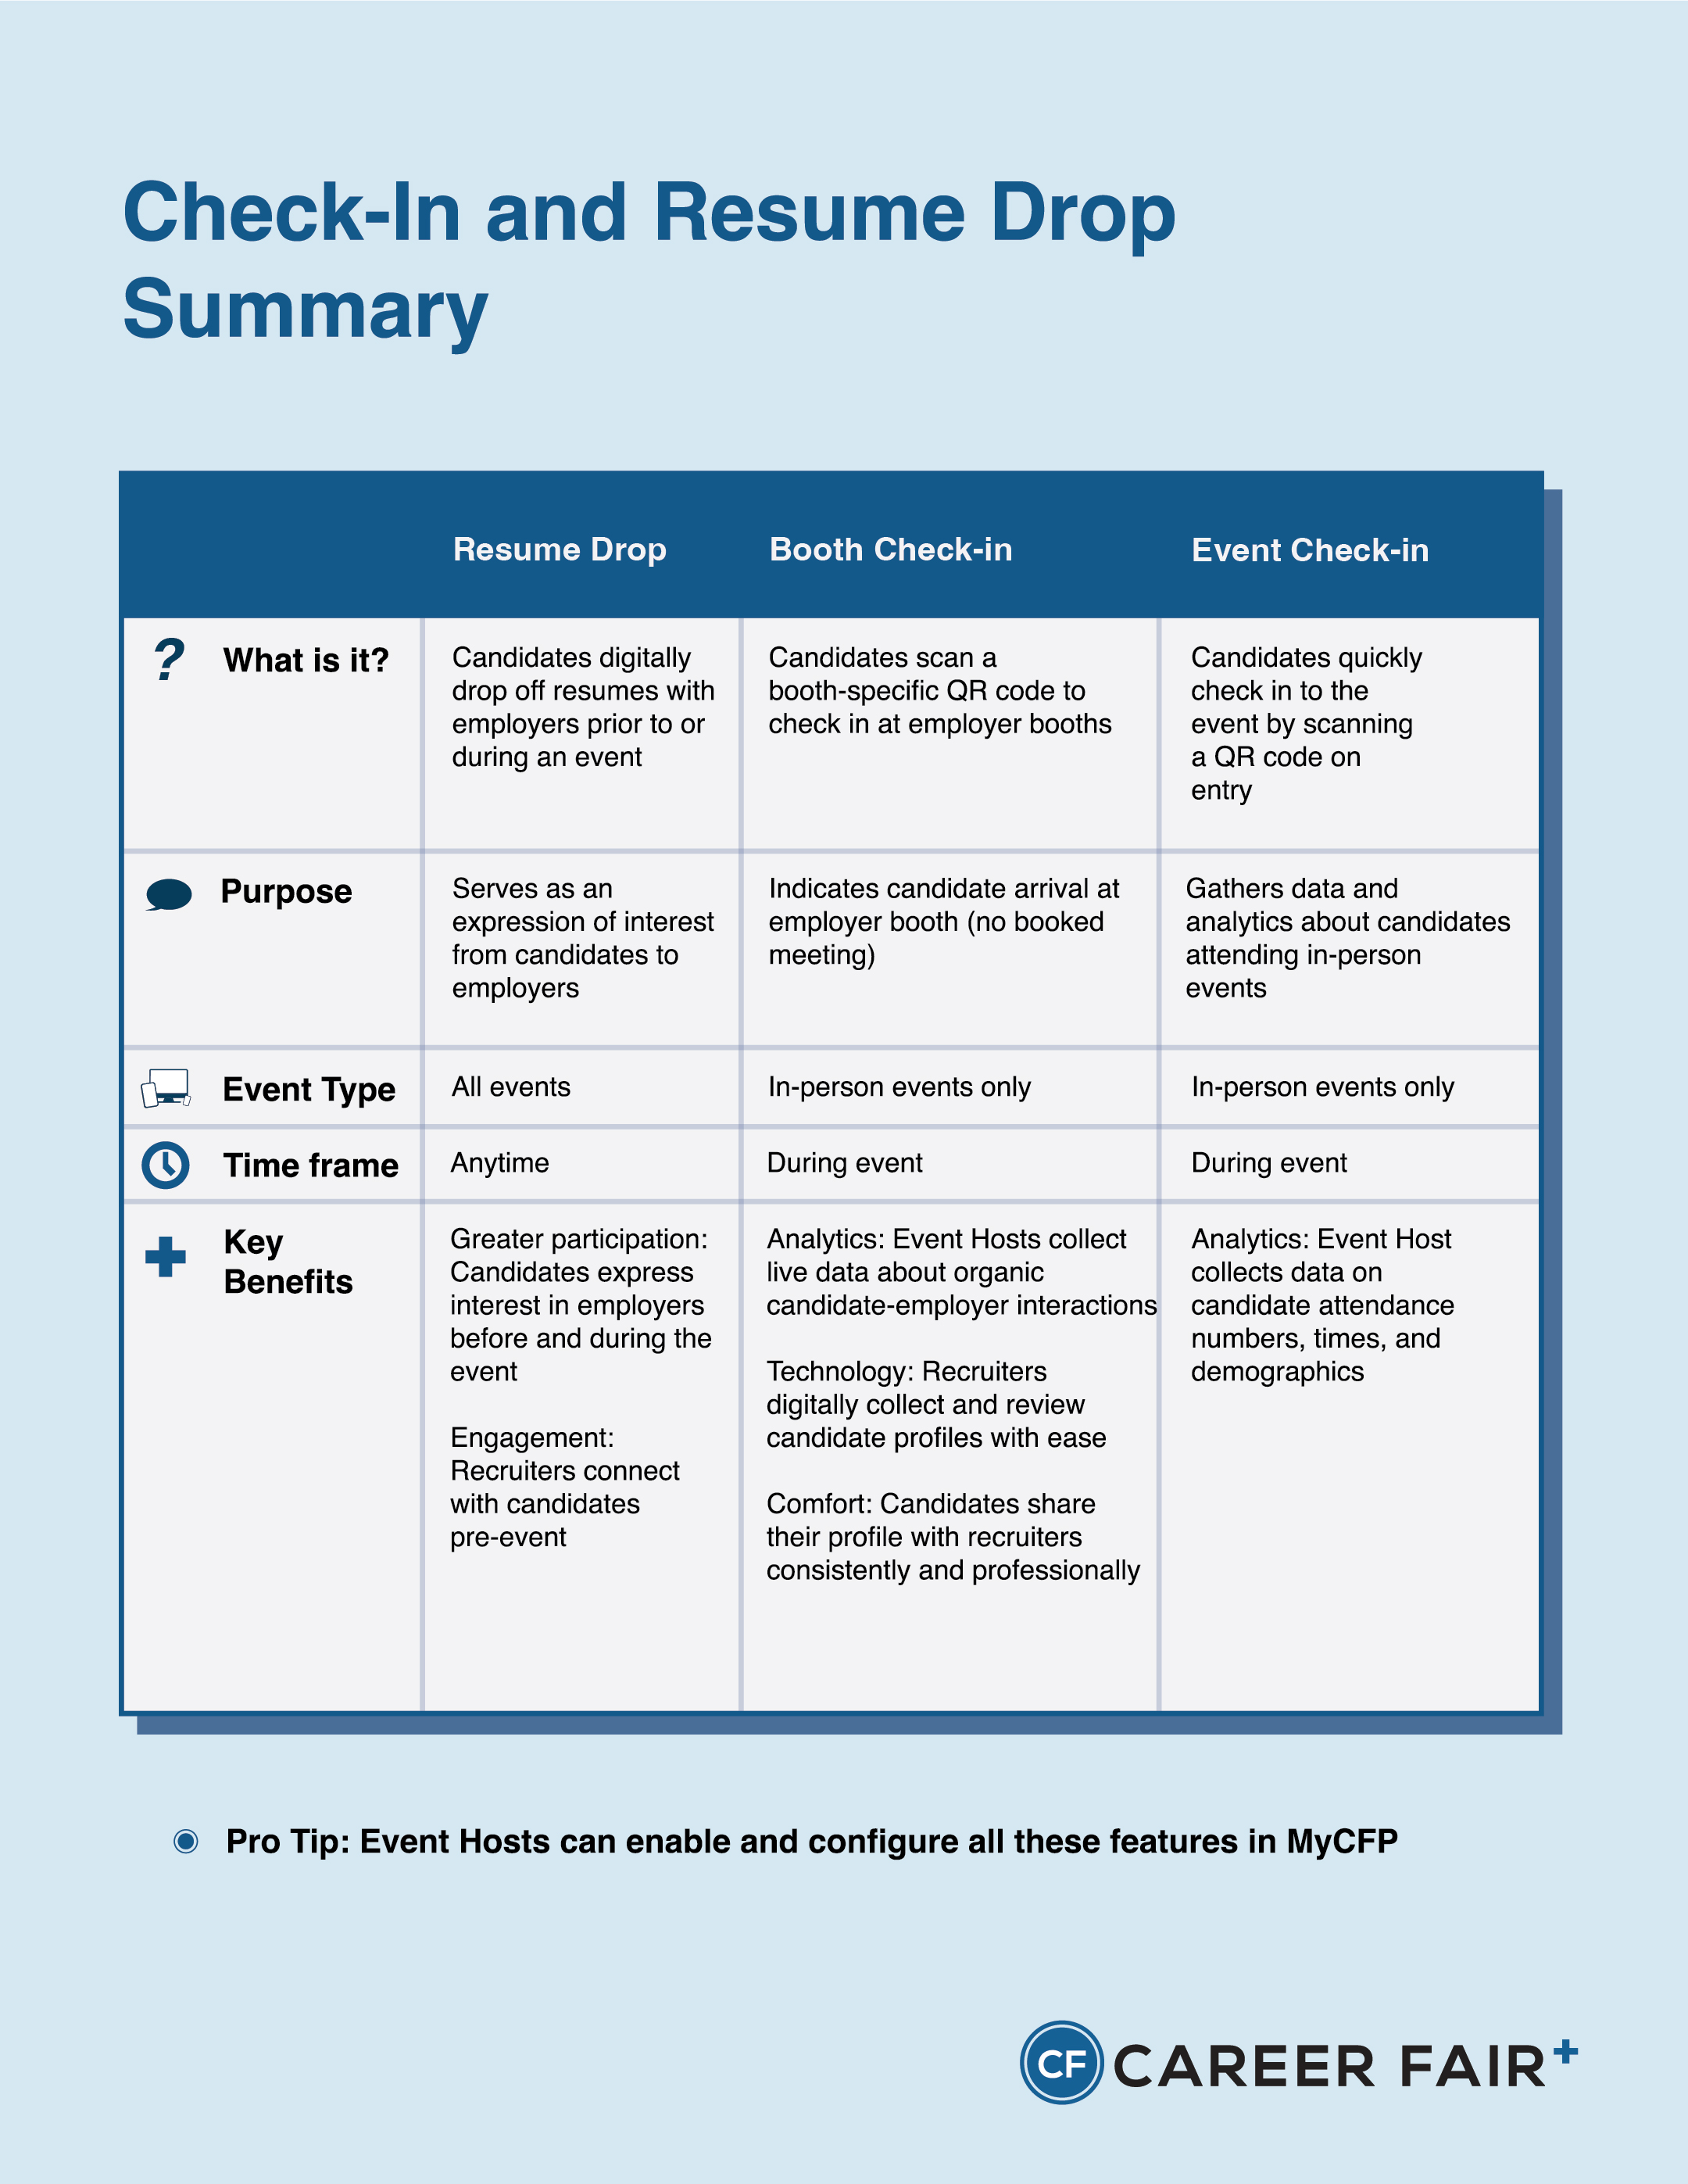 Check-In and Resume Drop
Summary
Resume Drop
Booth Check-in
Event Check-in
?
What is it?
Candidates digitally
drop off resumes with
employers prior to or
during an event
Candidates scan a
booth-specific QR code to
check in at employer booths
Candidates quickly
check in to the
event by scanning
a QR code on
entry
Purpose
Serves as an
expression of interest
from candidates to
employers
Indicates candidate arrival at
employer booth (no booked
meeting)
Gathers data and
analytics about candidates
attending in-person
events
Event Type
All events
In-person events only
In-person events only
Time frame
Anytime
During event
During event
Key
Benefits
Greater participation:
Candidates express
interest in employers
before and during the
event
Engagement:
Recruiters connect
with candidates
pre-event
Analytics: Event Hosts collect
live data about organic
candidate-employer interactions
Technology: Recruiters
digitally collect and review
candidate profiles with ease
Comfort: Candidates share
their profile with recruiters
consistently and professionally
Analytics: Event Host
collects data on
candidate attendance
numbers, times, and
demographics
Pro Tip: Event Hosts can enable and configure all these features in MyCFP
CF CAREER FAIR+